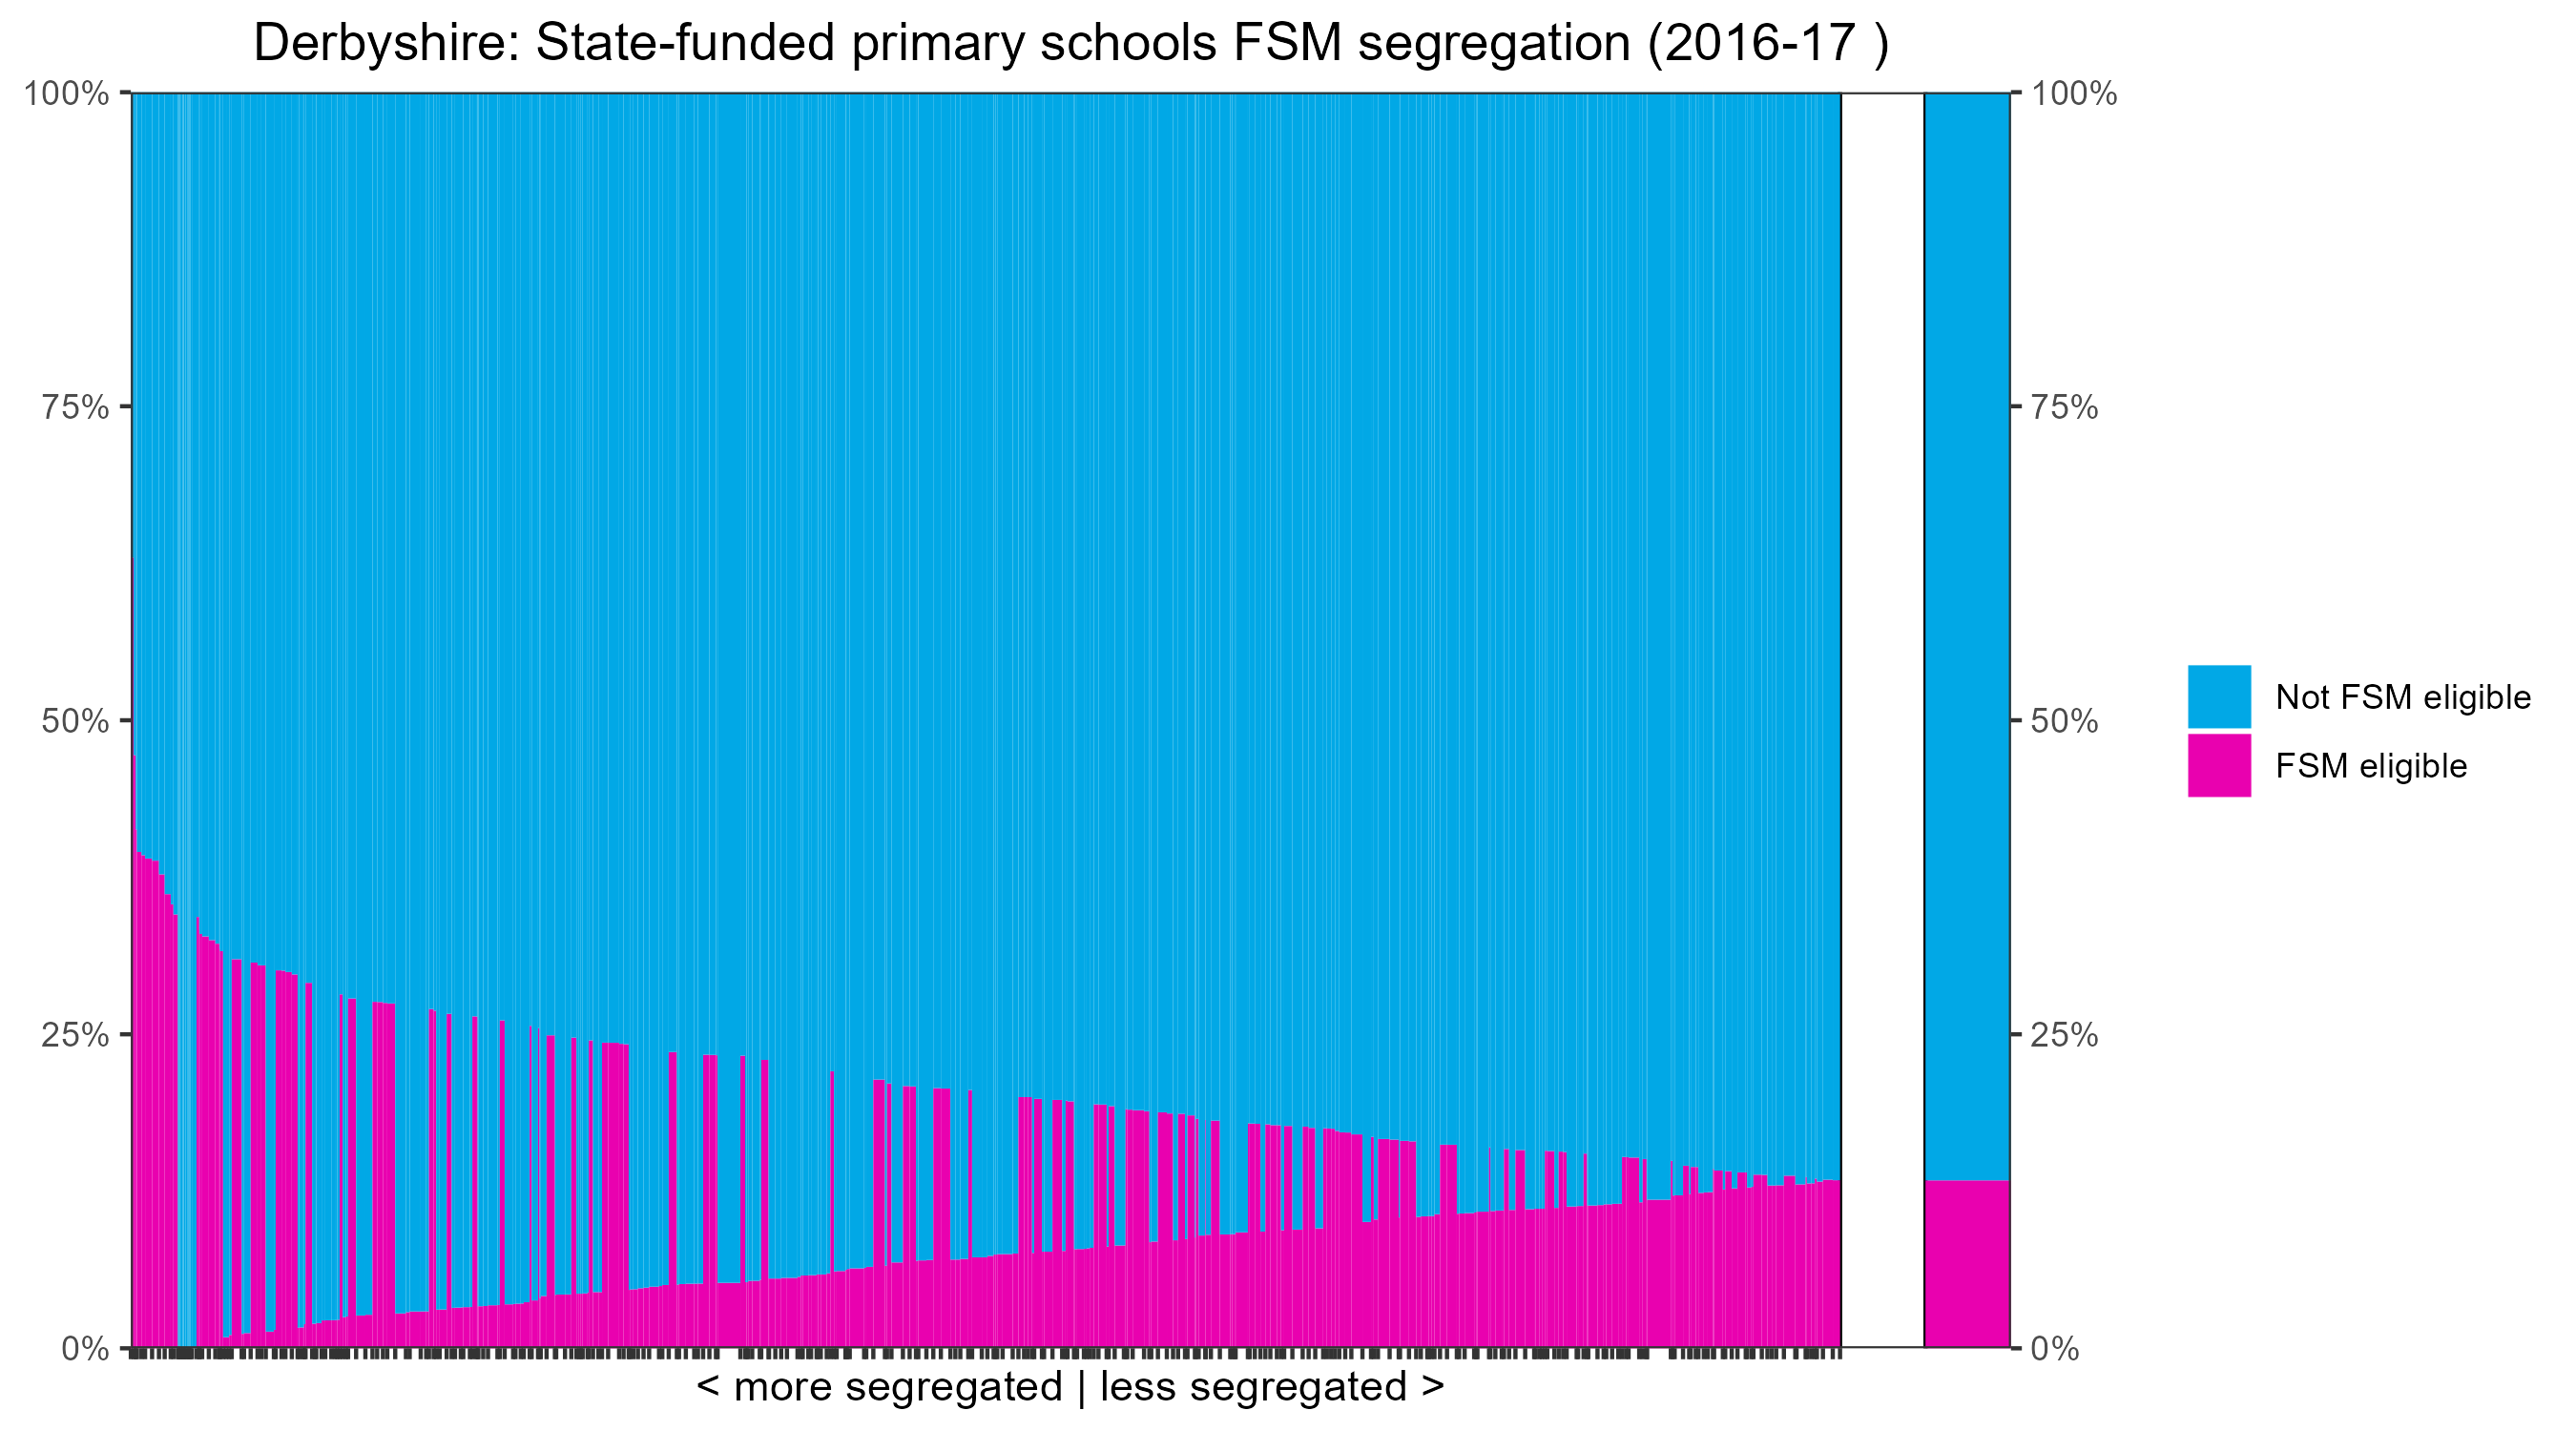 Derbyshire: State-funded primary schools FSM segregation (2016-17 )
100%
75%
50%
25%
0%
100%
75%
50%
25%
0%
Not FSM eligible
FSM eligible
< more segregated | less segregated >